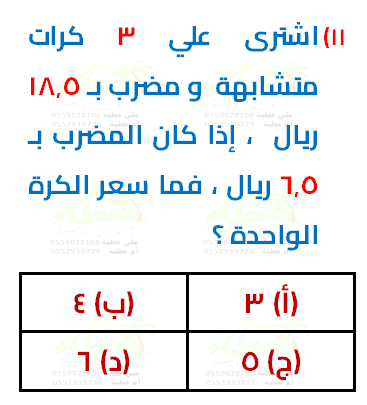 ١١) اشترى علي ٣ كرات
متشابهة و مضرب بـ ١٨,٥
ريال ، إذا كان المضرب بـ
٦,٥ ريال ، فما سعر الكرة
الواحدة ؟
(أ) ٣ (ب) ٤
(ج) ٥ (د) ٦